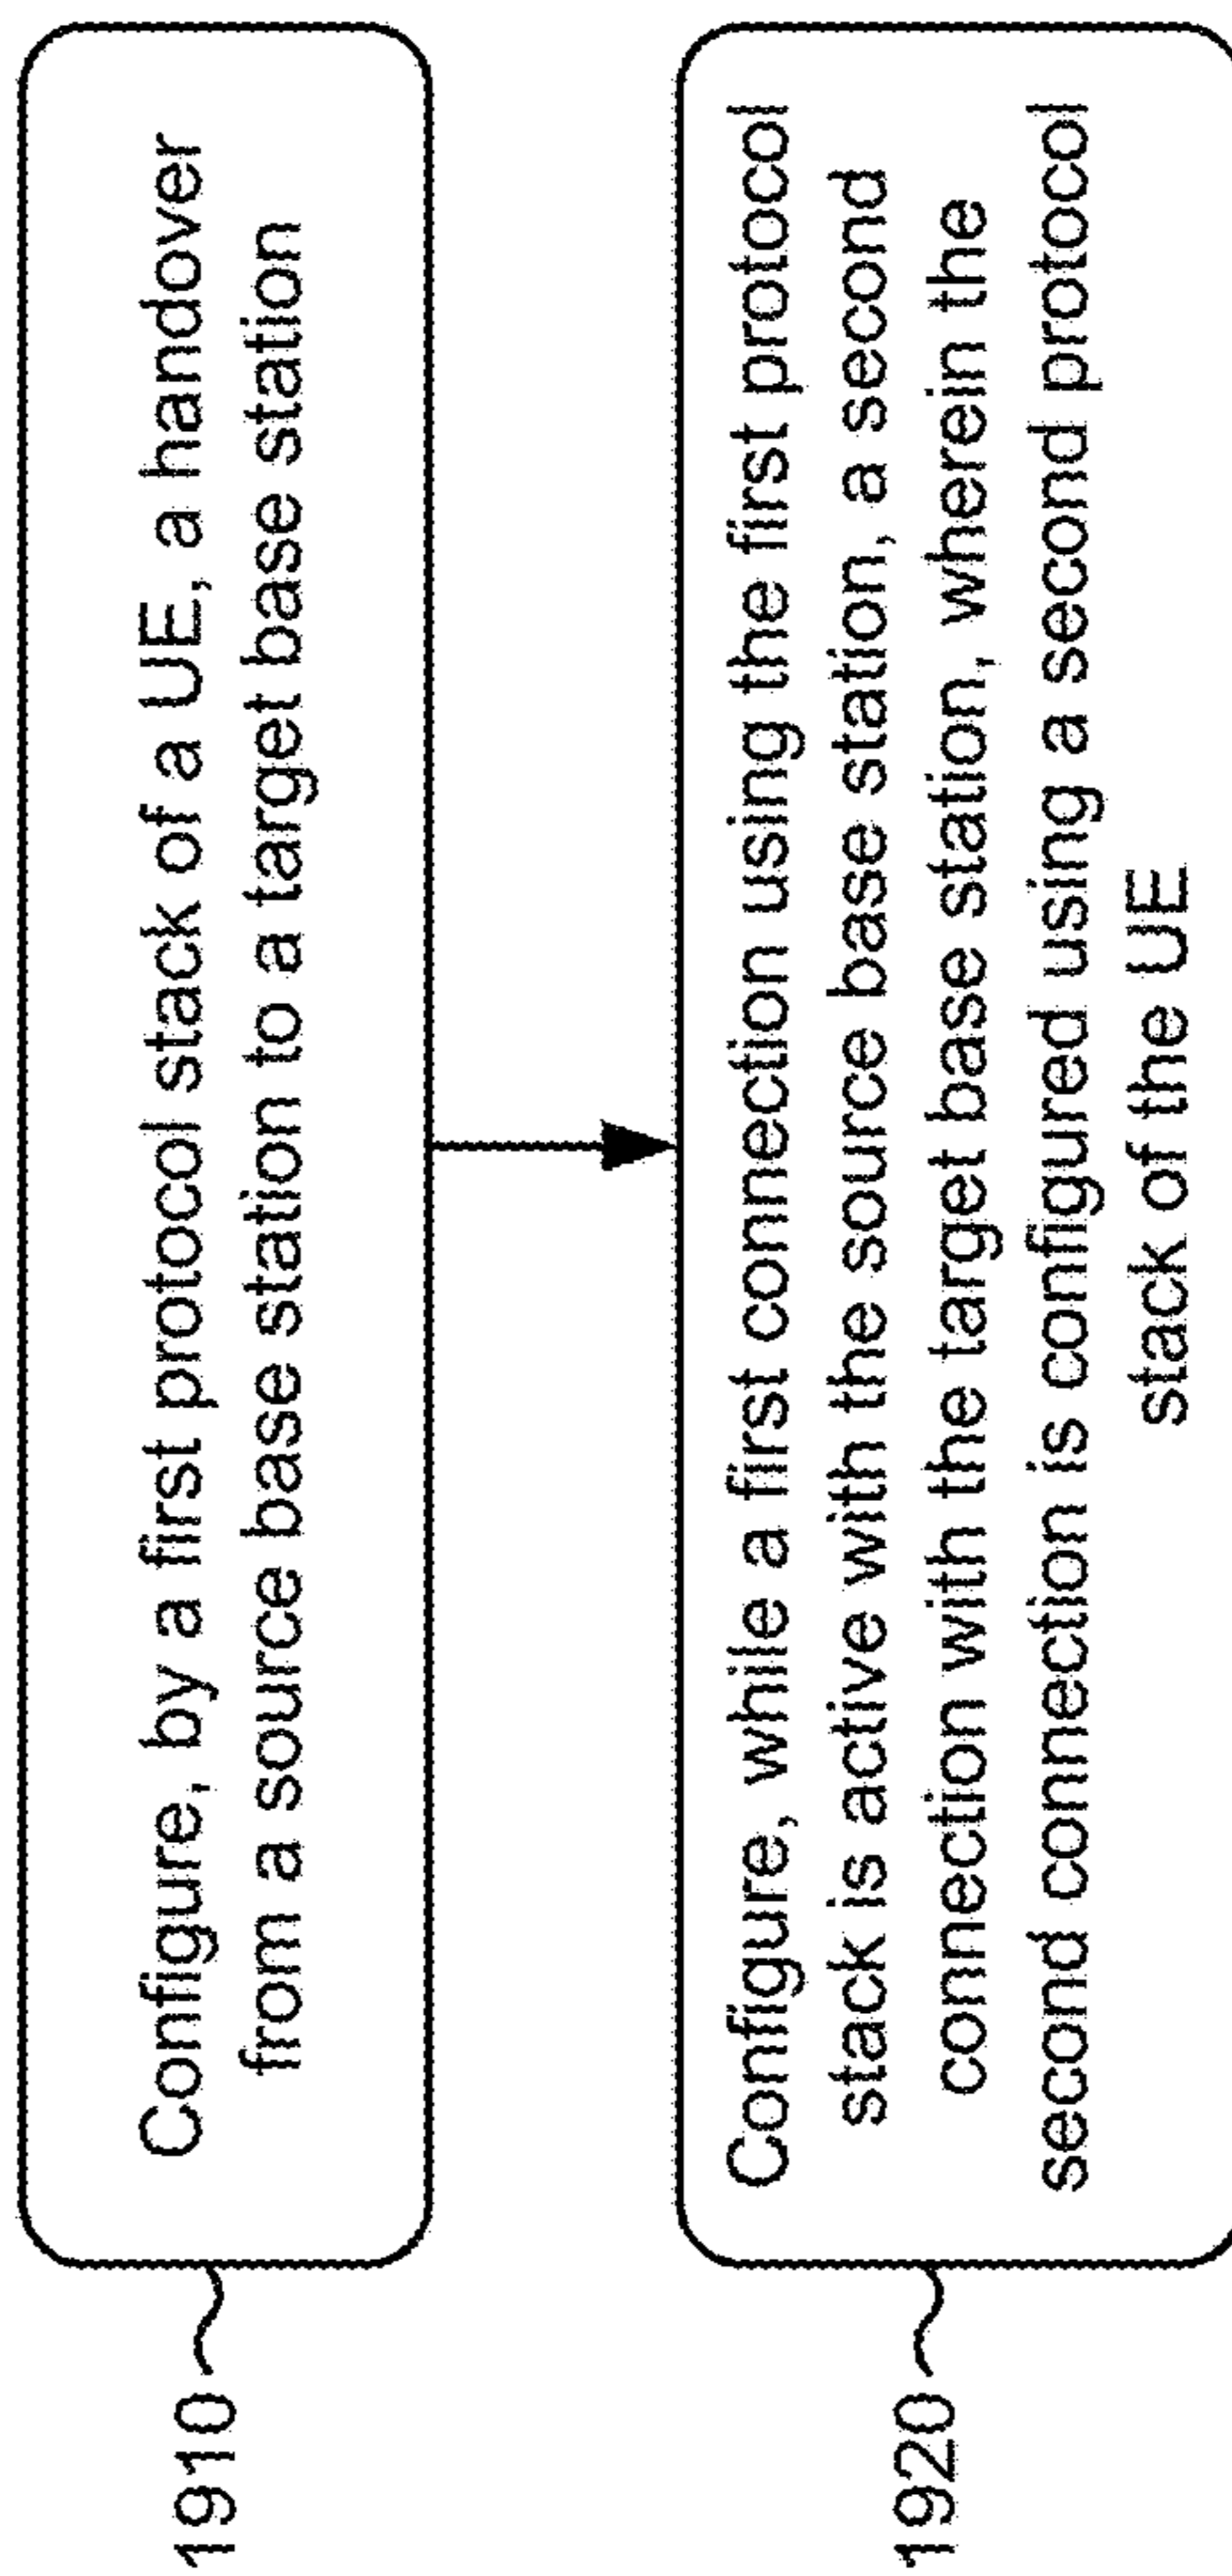 1910
Configure, by a first protocol stack of a UE, a handover
from a source base station to a target base station
1920
Configure, while a first connection using the first protocol
stack is active with the source base station, a second
connection with the target base station, wherein the
second connection is configured using a second protocol
stack of the UE